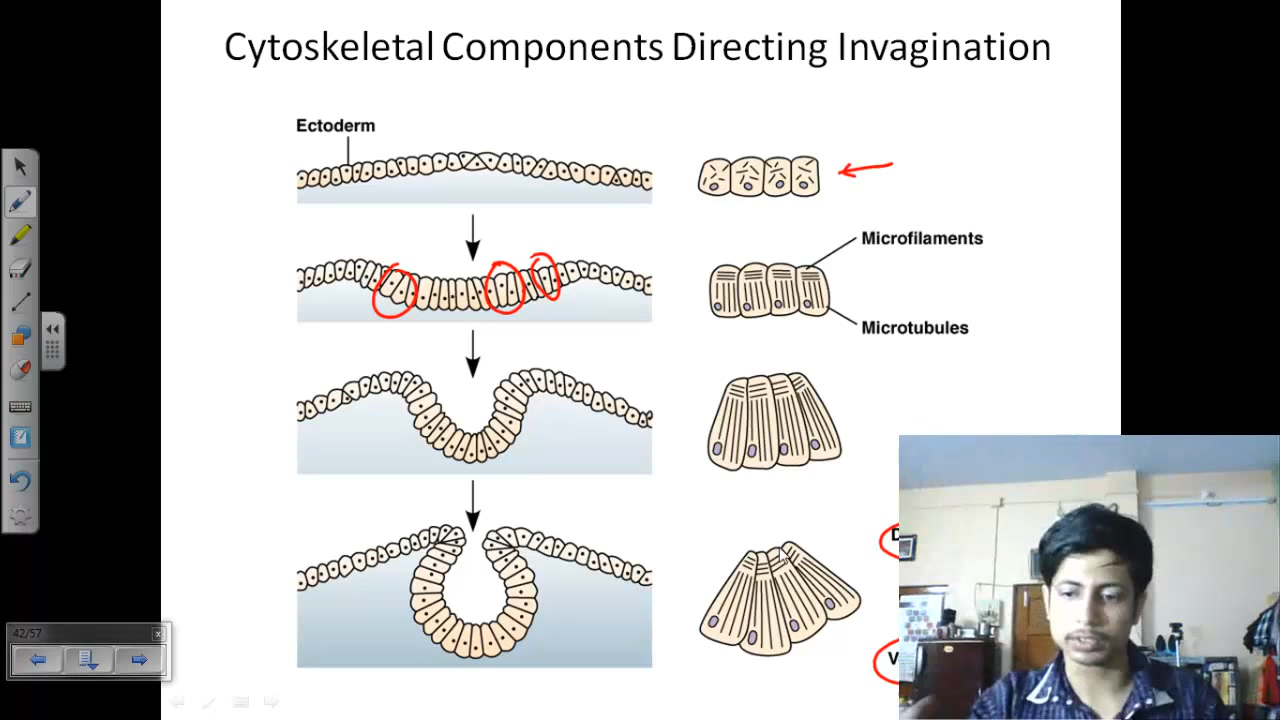 Cytoskeletal Components Directing Invagination
Ectoderm
Microfilaments
Microtubules
42/57